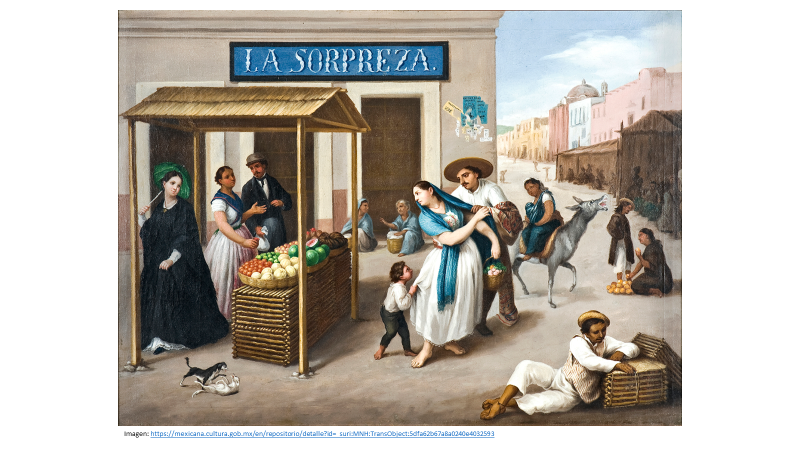 LA SORPREZA.
Imagen: https://mexicana.cultura.gob.mx/en/repositorio/detalle?id=_suri:MNH:TransObject:5dfa62b67a8a0240e4032593